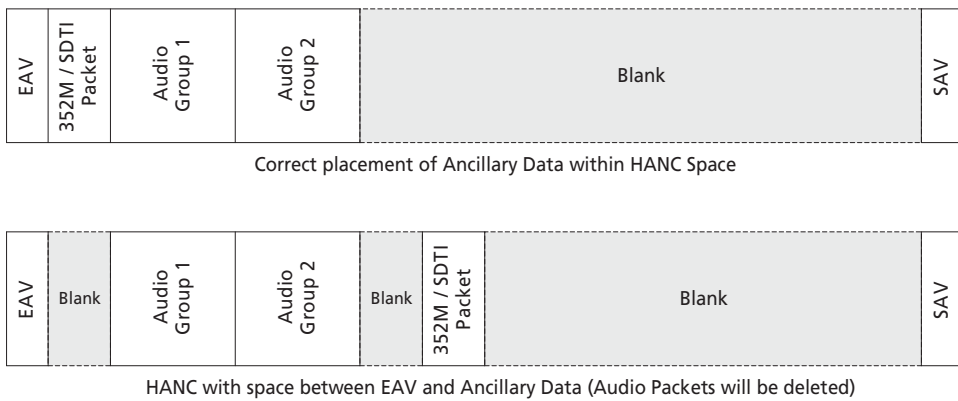 EAV
352M / SDTI
Packet
Audio
Group 1
Audio
Group 2
Blank
SAV
Correct placement of Ancillary Data within HANC Space
EAV
Blank
Audio
Group 1
Audio
Group 2
Blank
352M / SDTI
Packet
Blank
SAV
HANC with space between EAV and Ancillary Data (Audio Packets will be deleted)